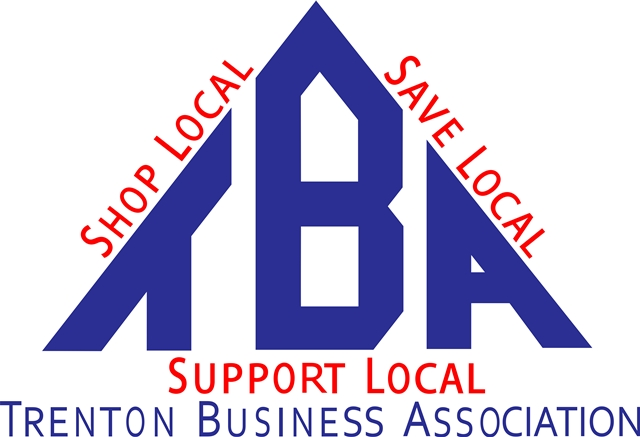 SHOP LOCAL
SAVE LOCAL
TBA
SUPPORT LOCAL
TRENTON BUSINESS ASSOCIATION